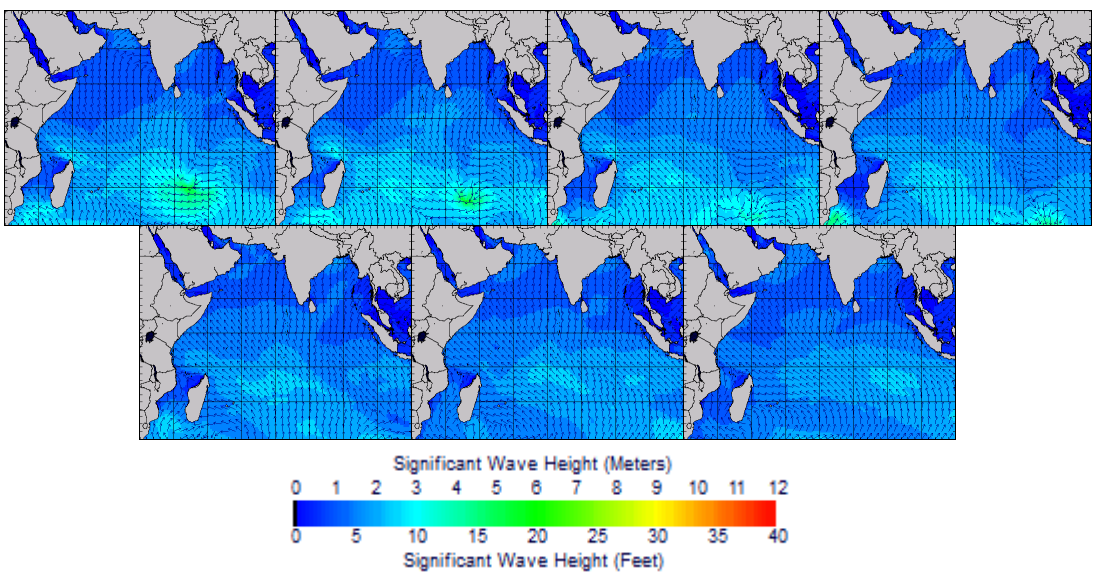 Significant Wave Height (Meters)
0 1 2 3 4 5 6 7 8 9 10 11 12
0 5 10 15 20 25 30 35 40
Significant Wave Height (Feet)